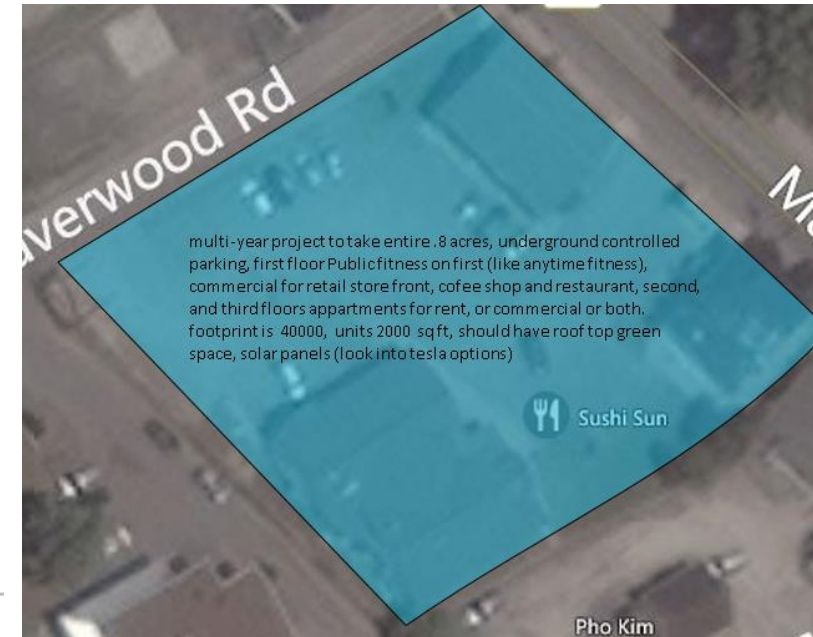 averwood Rd
multi-year project to take entire .8 acres, underground controlled
parking, first floor Public fitness on first (like anytime fitness),
commercial for retail store front, cofee shop and restaurant, second,
and third floors appartments for rent, or commercial or both.
footprint is 40000, units 2000 sqft, should have roof top green
space, solar panels (look into tesla options)
Sushi Sun
Pho Kim